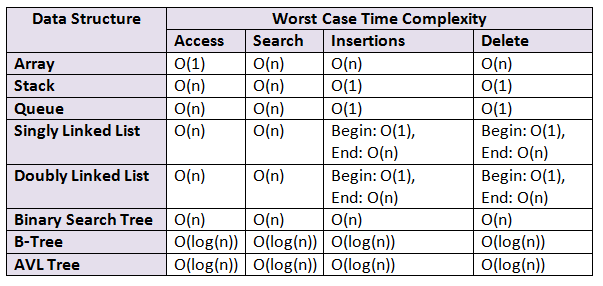 Data Structure Worst Case Time Complexity
Access Search Insertions Delete
Array O(1) O(n) O(n) O(n)
Stack O(n) O(n) O(1) O(1)
Queue O(n) O(n) O(1) O(1)
Singly Linked List O(n) O(n) Begin: O(1), Begin: O(1),
End: O(n) End: O(n)
Doubly Linked List O(n) O(n) Begin: O(1), Begin: O(1),
End: O(n) End: O(n)
Binary Search Tree O(n) O(n) O(n) O(n)
B-Tree O(log(n)) O(log(n)) O(log(n)) O(log(n))
AVL Tree O(log(n)) O(log(n)) O(log(n)) O(log(n))